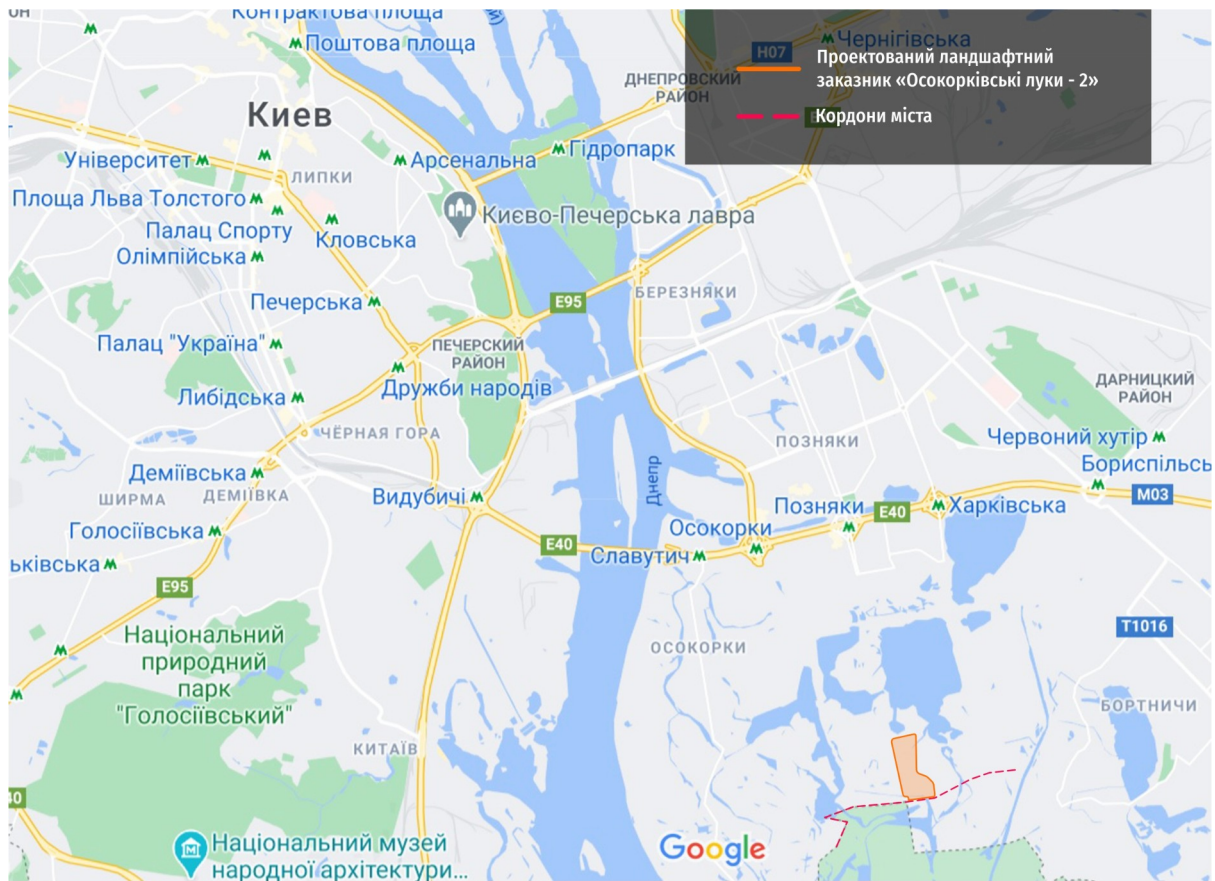 Контрактова площа
Поштова площа
Чернігівська
H07
Проектований ландшафтний
заказник «Осокорківські луки - 2»
Кордони міста
ДНЕПРОВСКИЙ
РАЙОН
Киев
Університет
Арсенальна
Гідропарк
ЛИПКИ
Площа Льва Толстого
Києво-Печерська лавра
Палац Спорту
Кловська
Олімпійська
Печерська
E95
БЕРЕЗНЯКИ
Палац "Україна"
ПЕЧЕРСКИЙ
РАЙОН
Дружби народів
ДАРНИЦКИЙ
РАЙОН
Либідська
ЧЁРНАЯ ГОРА
ПОЗНЯКИ
Червоний хутір
Деміївська
Днепр
Бориспільсь
ШИРМА
ДЕМІЇВКА
Видубичі
M03
Позняки
E40
Харківська
Голосіївська
Осокорки
E40
Славутич
ьківська
E95
Національний
природний
парк
"Голосіївський"
T1016
ОСОКОРКИ
БОРТНИЧИ
КИТАЇВ
40
Національний музей
народної архітектури...
Google